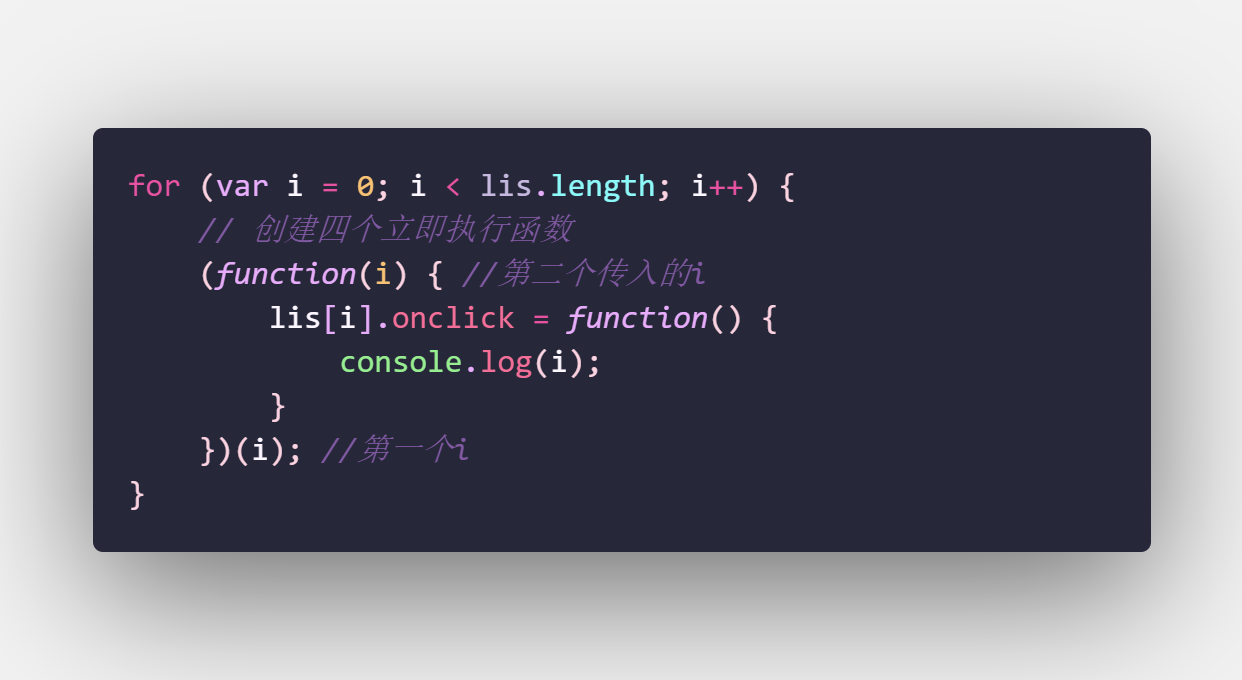 for (var i = 0; i < lis.length; i++) {
    // 创建四个立即执行函数
    (function(i) { //第二个传入的i
        lis[i].onclick = function() {
            console.log(i);
        }
    })(i); //第一个i
}